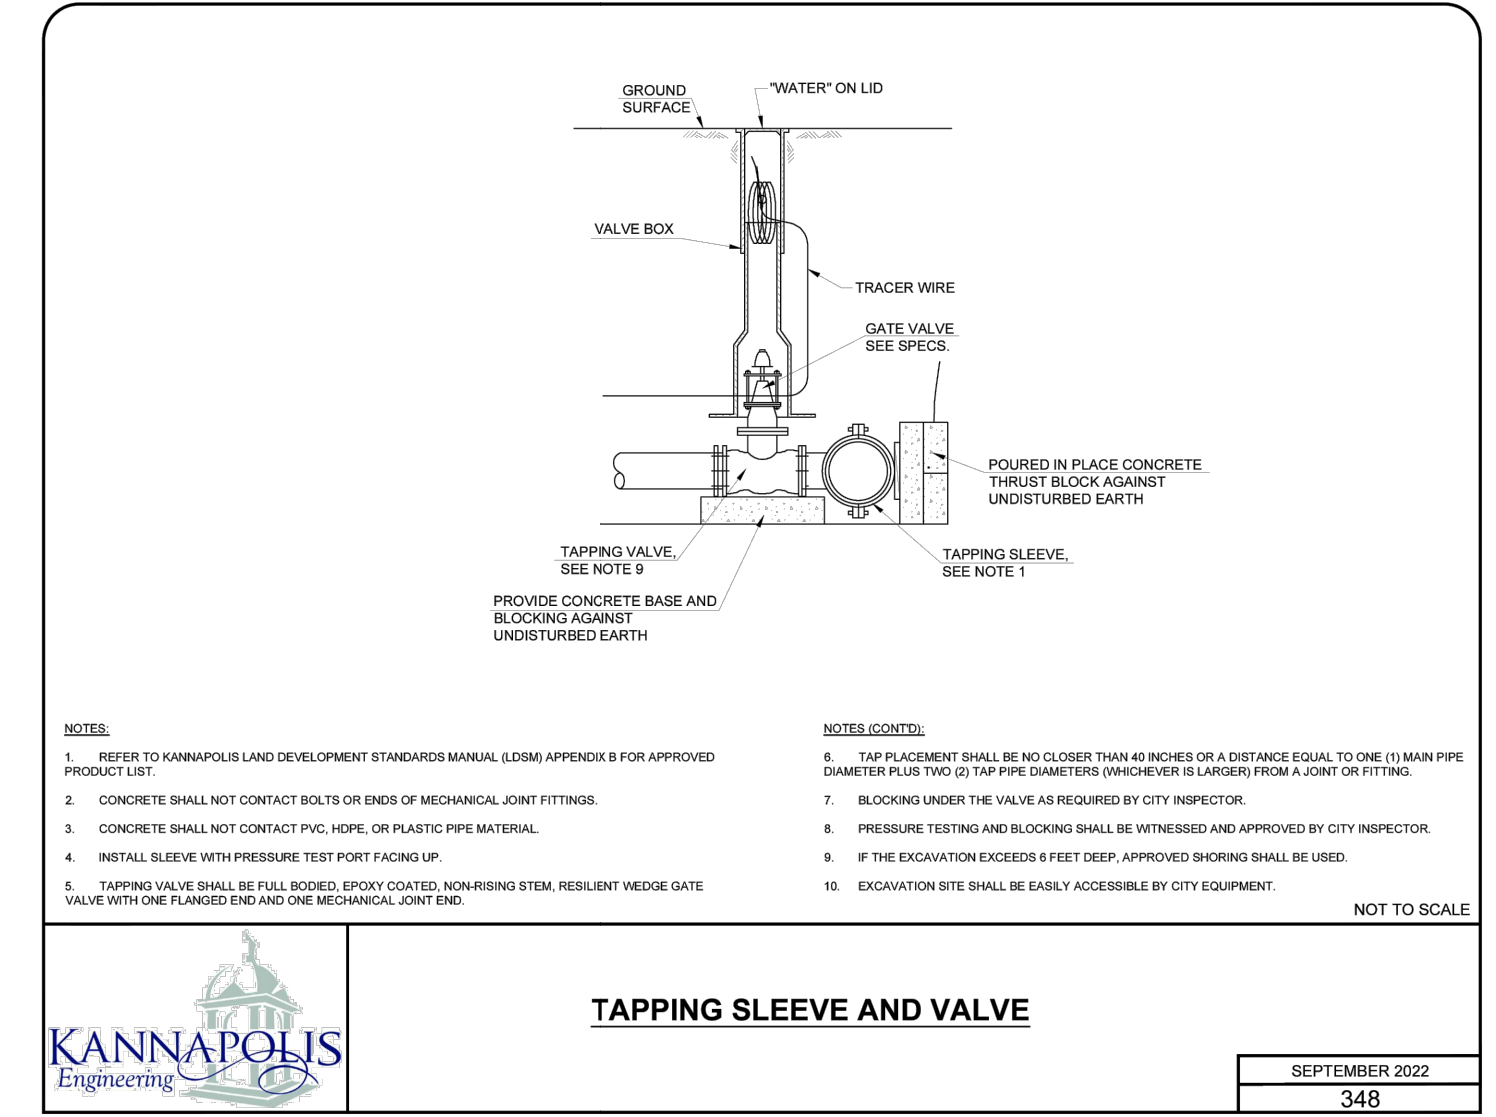 GROUND
SURFACE
"WATER" ON LID
VALVE BOX
TRACER WIRE
GATE VALVE
SEE SPECS.
POURED IN PLACE CONCRETE
THRUST BLOCK AGAINST
UNDISTURBED EARTH
TAPPING VALVE,
SEE NOTE 9
TAPPING SLEEVE,
SEE NOTE 1
PROVIDE CONCRETE BASE AND
BLOCKING AGAINST
UNDISTURBED EARTH
NOTES:
1. REFER TO KANNAPOLIS LAND DEVELOPMENT STANDARDS MANUAL (LDSM) APPENDIX B FOR APPROVED
PRODUCT LIST.
2. CONCRETE SHALL NOT CONTACT BOLTS OR ENDS OF MECHANICAL JOINT FITTINGS.
3. CONCRETE SHALL NOT CONTACT PVC, HDPE, OR PLASTIC PIPE MATERIAL.
4. INSTALL SLEEVE WITH PRESSURE TEST PORT FACING UP.
5. TAPPING VALVE SHALL BE FULL BODIED, EPOXY COATED, NON-RISING STEM, RESILIENT WEDGE GATE
VALVE WITH ONE FLANGED END AND ONE MECHANICAL JOINT END.
NOTES (CONT'D):
6. TAP PLACEMENT SHALL BE NO CLOSER THAN 40 INCHES OR A DISTANCE EQUAL TO ONE (1) MAIN PIPE
DIAMETER PLUS TWO (2) TAP PIPE DIAMETERS (WHICHEVER IS LARGER) FROM A JOINT OR FITTING.
7. BLOCKING UNDER THE VALVE AS REQUIRED BY CITY INSPECTOR.
8. PRESSURE TESTING AND BLOCKING SHALL BE WITNESSED AND APPROVED BY CITY INSPECTOR.
9. IF THE EXCAVATION EXCEEDS 6 FEET DEEP, APPROVED SHORING SHALL BE USED.
10. EXCAVATION SITE SHALL BE EASILY ACCESSIBLE BY CITY EQUIPMENT.
NOT TO SCALE
KANNAPOLIS
Engineering
TAPPING SLEEVE AND VALVE
SEPTEMBER 2022
348